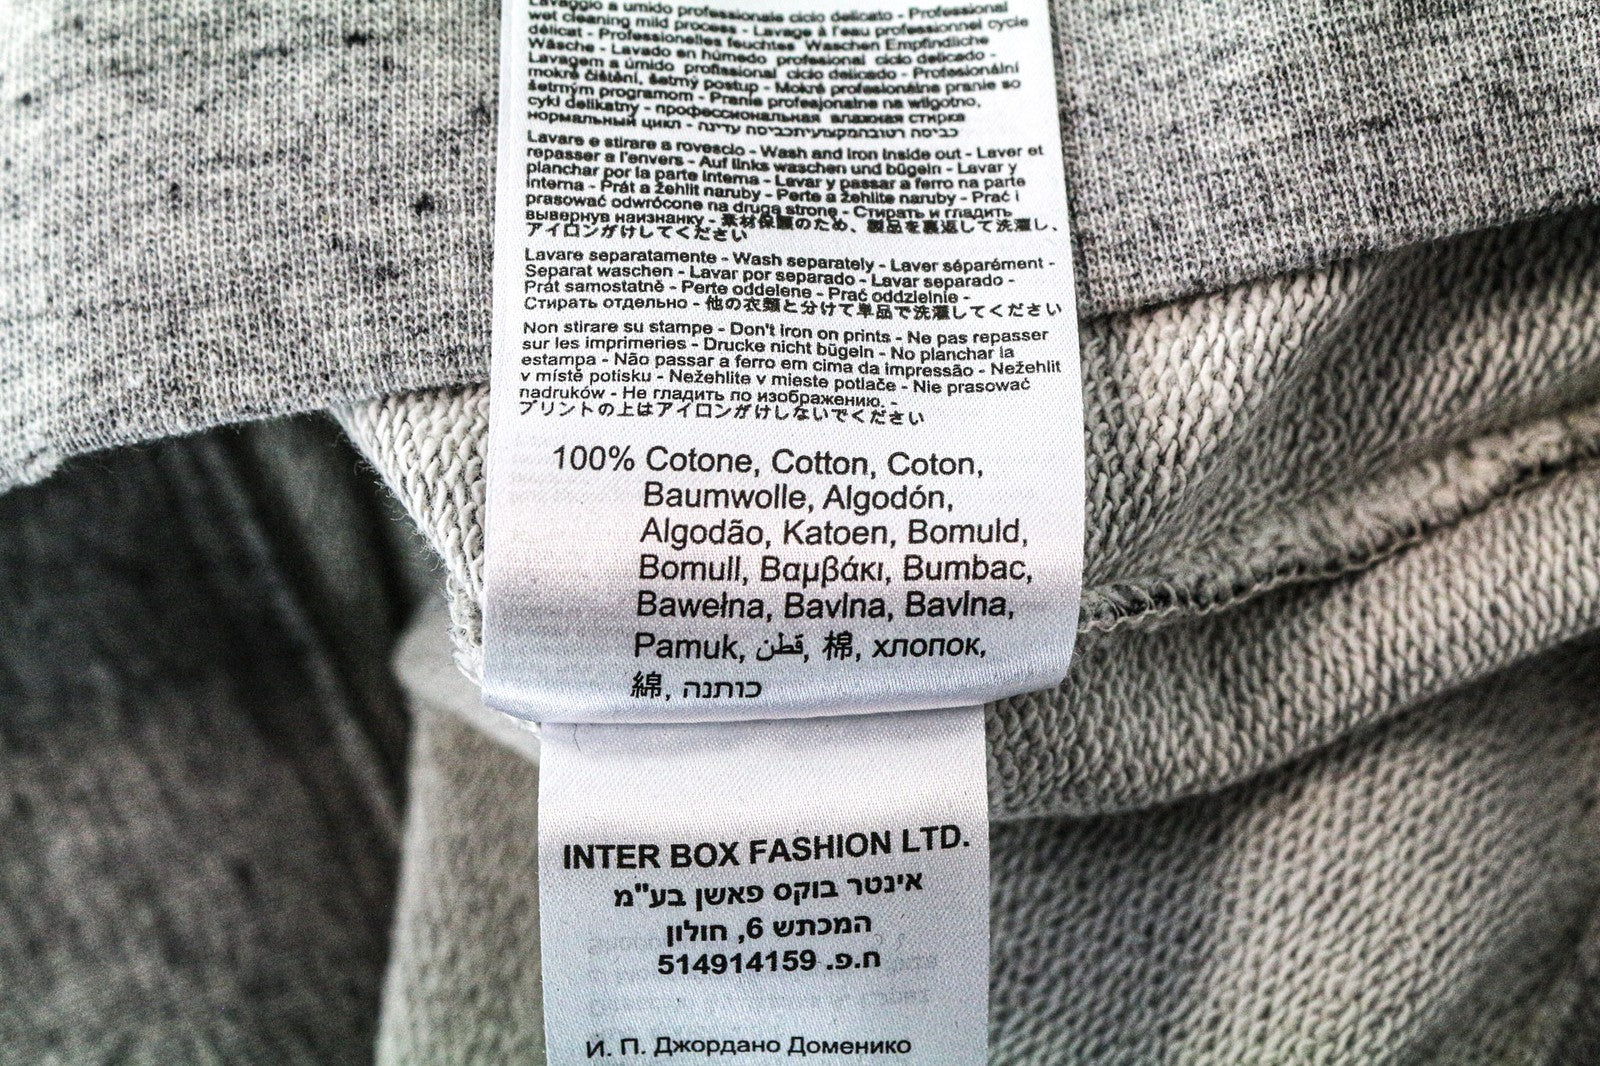 Lavaggio a umido professionale ciclo delicato - Professional
wet cleaning mild process - Lavage à l'eau professionnel cycle
délicat - Professionelles feuchtes Waschen Empfindliche
Wäsche - Lavado en húmedo profesional ciclo delicado -
Lavagem a úmido profissional ciclo delicado - Profesionální
mokré čištění, šetrný postup - Mokré profesionálne pranie so
šetrným programom - Pranie profesjonalne na wilgotno,
cykl delikatny - профессиональная влажная стирка
нормальный цикл -
Lavare e stirare a rovescio - Wash and iron inside out - Laver et
repasser a l'envers - Auf links waschen und bügeln - Lavar y
planchar por la parte interna - Lavar y passar a ferro na parte
interna - Prát a žehlit naruby - Perte a žehlite naruby - Prać i
prasować odwrócone na drugą stronę - Стирать и гладить
вывернув наизнанку - 素材保護のため、製品を裏返して洗濯し、
アイロンがけしてください
Lavare separatamente - Wash separately - Laver séparément -
Separat waschen - Lavar por separado - Lavar separado -
Prát samostatně - Perte oddelene - Prać oddzielnie -
Стирать отдельно - 他の衣類と分けて単品で洗濯してください
Non stirare su stampe - Don't iron on prints - Ne pas repasser
sur les imprimeries - Drucke nicht bügeln - No planchar la
estampa - Não passar a ferro em cima da impressão - Nežehlit
v místě potisku - Nežehlite v mieste potlače - Nie prasować
nadruków - Не гладить по изображению. -
プリントの上はアイロンがけしないでください
100% Cotone, Cotton, Coton,
Baumwolle, Algodón,
Algodão, Katoen, Bomuld,
Bomull, Βαμβάκι, Bumbac,
Bawełna, Bavlna, Bavlna,
Pamuk, قطن, 棉, хлопок,
綿, כותנה
INTER BOX FASHION LTD.
אינטר בוקס פאשן בע"מ
המכתש 6, חולון
ח.פ. 514914159
И. П. Джордано Доменико